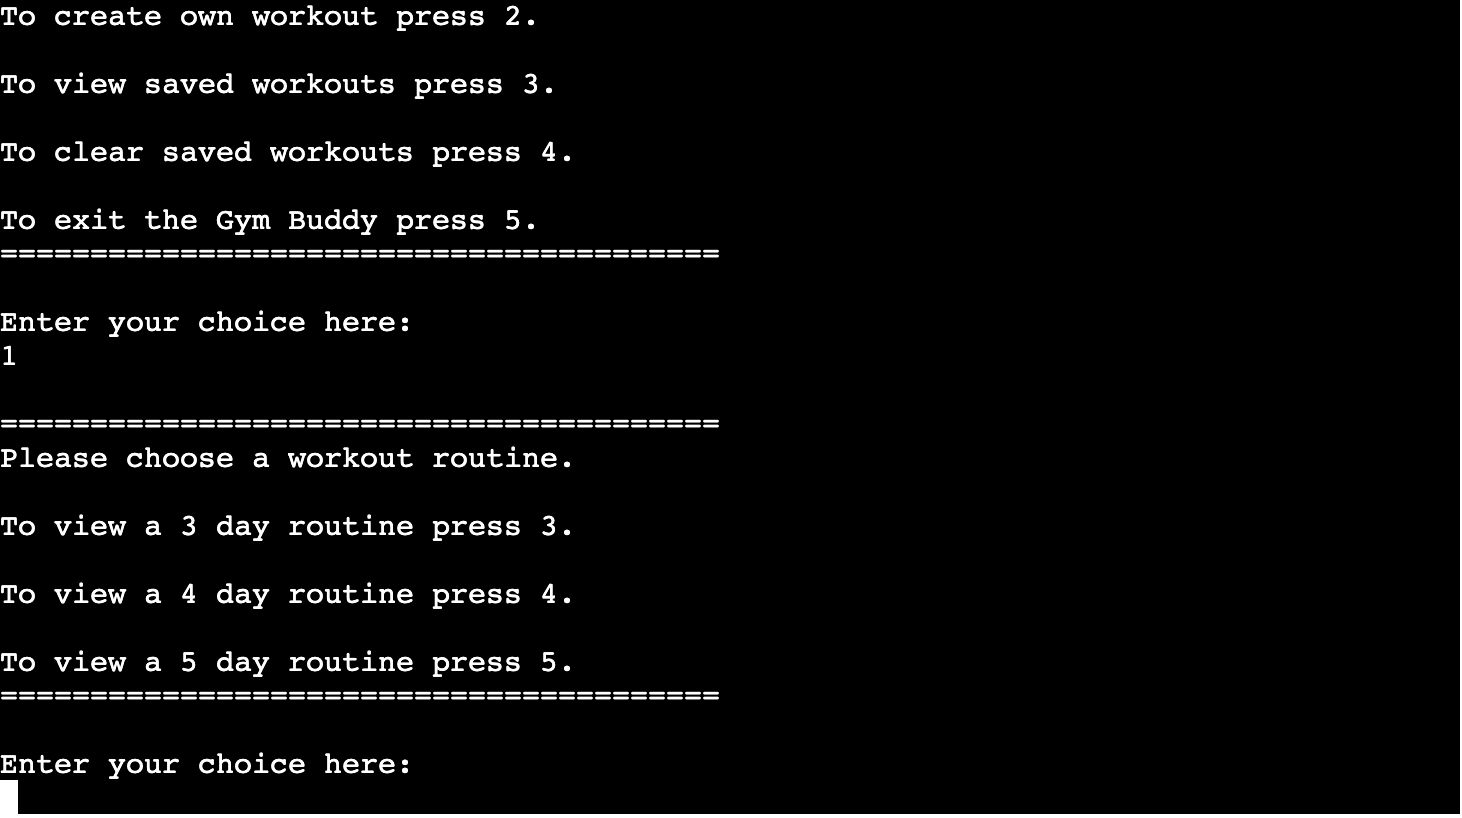 To create own workout press 2.
To view saved workouts press 3.
To clear saved workouts press 4.
To exit the Gym Buddy press 5.
========================================
Enter your choice here:
1
========================================
Please choose a workout routine.
To view a 3 day routine press 3.
To view a 4 day routine press 4.
To view a 5 day routine press 5.
========================================
Enter your choice here: